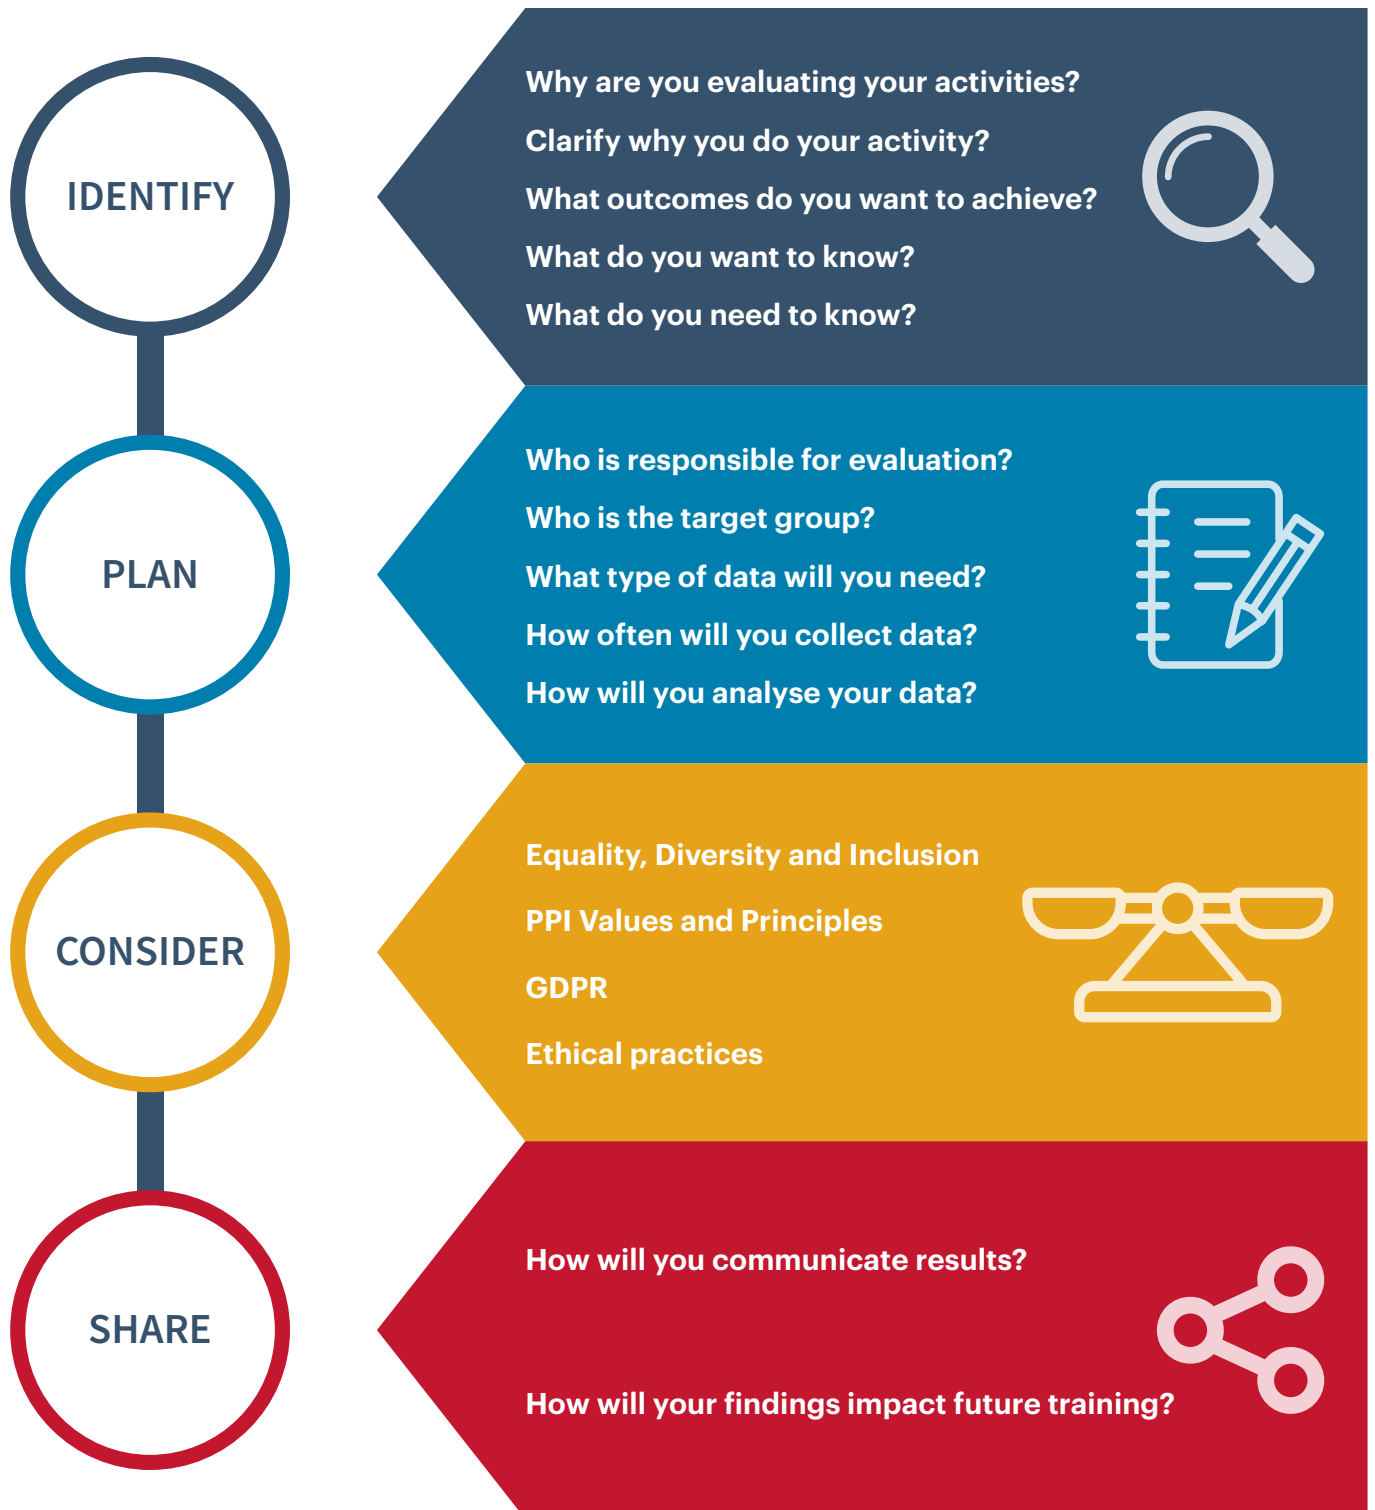 IDENTIFY
Why are you evaluating your activities?
Clarify why you do your activity?
What outcomes do you want to achieve?
What do you want to know?
What do you need to know?
PLAN
Who is responsible for evaluation?
Who is the target group?
What type of data will you need?
How often will you collect data?
How will you analyse your data?
CONSIDER
Equality, Diversity and Inclusion
PPI Values and Principles
GDPR
Ethical practices
SHARE
How will you communicate results?
How will your findings impact future training?